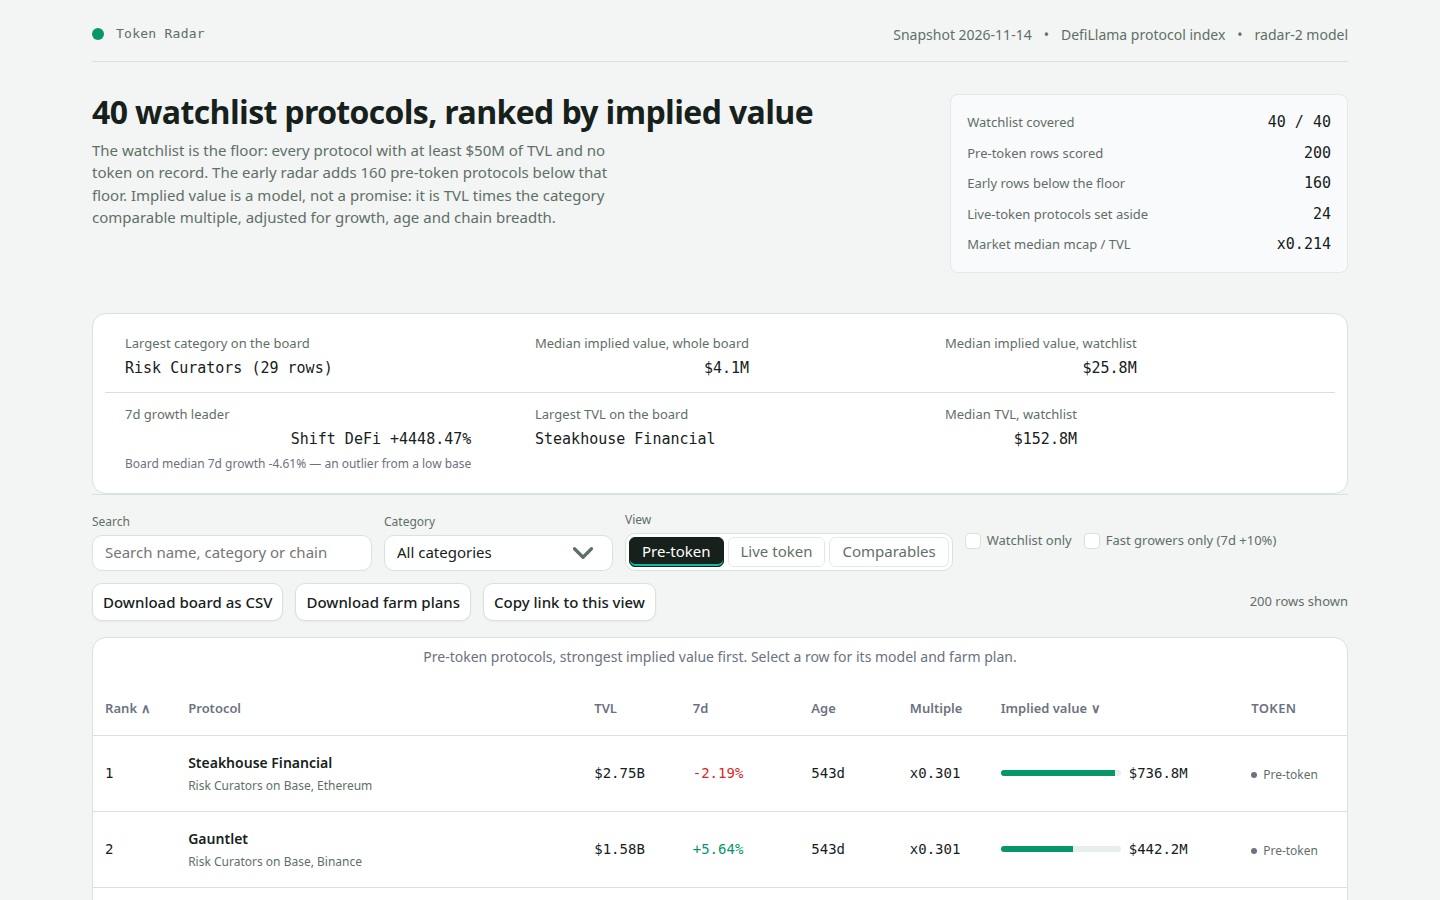 Token Radar
Snapshot 2026-11-14 • DefiLlama protocol index • radar-2 model
40 watchlist protocols, ranked by implied value
The watchlist is the floor: every protocol with at least $50M of TVL and no
token on record. The early radar adds 160 pre-token protocols below that
floor. Implied value is a model, not a promise: it is TVL times the category
comparable multiple, adjusted for growth, age and chain breadth.
Watchlist covered 40 / 40
Pre-token rows scored 200
Early rows below the floor 160
Live-token protocols set aside 24
Market median mcap / TVL x0.214
Largest category on the board Median implied value, whole board Median implied value, watchlist
Risk Curators (29 rows) $4.1M $25.8M
7d growth leader Largest TVL on the board Median TVL, watchlist
Shift DeFi +4448.47% Steakhouse Financial $152.8M
Board median 7d growth -4.61% — an outlier from a low base
Search Category View
Search name, category or chain All categories Pre-token Live token Comparables Watchlist only Fast growers only (7d +10%)
Download board as CSV Download farm plans Copy link to this view 200 rows shown
Pre-token protocols, strongest implied value first. Select a row for its model and farm plan.
Rank ∧ Protocol TVL 7d Age Multiple Implied value ∨ TOKEN
1 Steakhouse Financial $2.75B -2.19% 543d x0.301 $736.8M Pre-token
Risk Curators on Base, Ethereum
2 Gauntlet $1.58B +5.64% 543d x0.301 $442.2M Pre-token
Risk Curators on Base, Binance